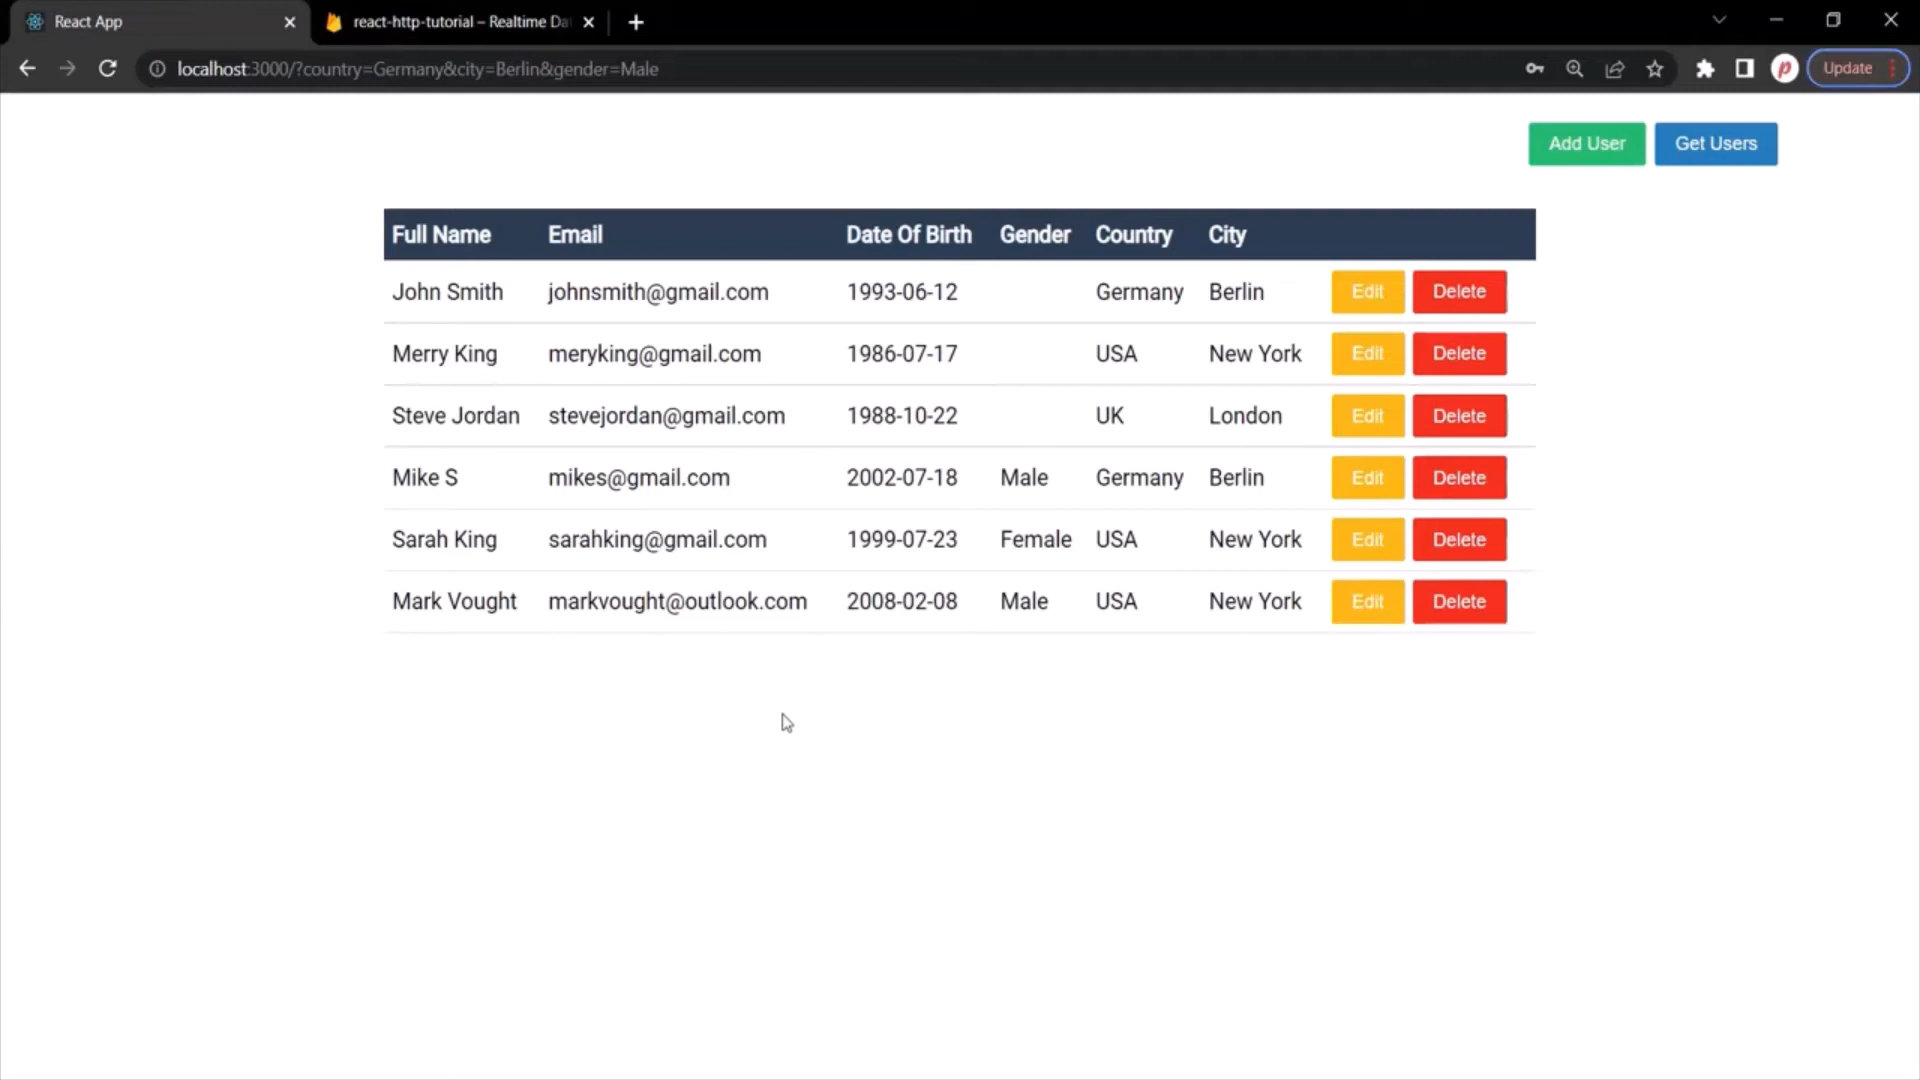 React App
react-http-tutorial – Realtime Da
localhost:3000/?country=Germany&city=Berlin&gender=Male
Update
Add User Get Users
Full Name Email Date Of Birth Gender Country City
John Smith johnsmith@gmail.com 1993-06-12 Germany Berlin Edit Delete
Merry King meryking@gmail.com 1986-07-17 USA New York Edit Delete
Steve Jordan stevejordan@gmail.com 1988-10-22 UK London Edit Delete
Mike S mikes@gmail.com 2002-07-18 Male Germany Berlin Edit Delete
Sarah King sarahking@gmail.com 1999-07-23 Female USA New York Edit Delete
Mark Vought markvought@outlook.com 2008-02-08 Male USA New York Edit Delete